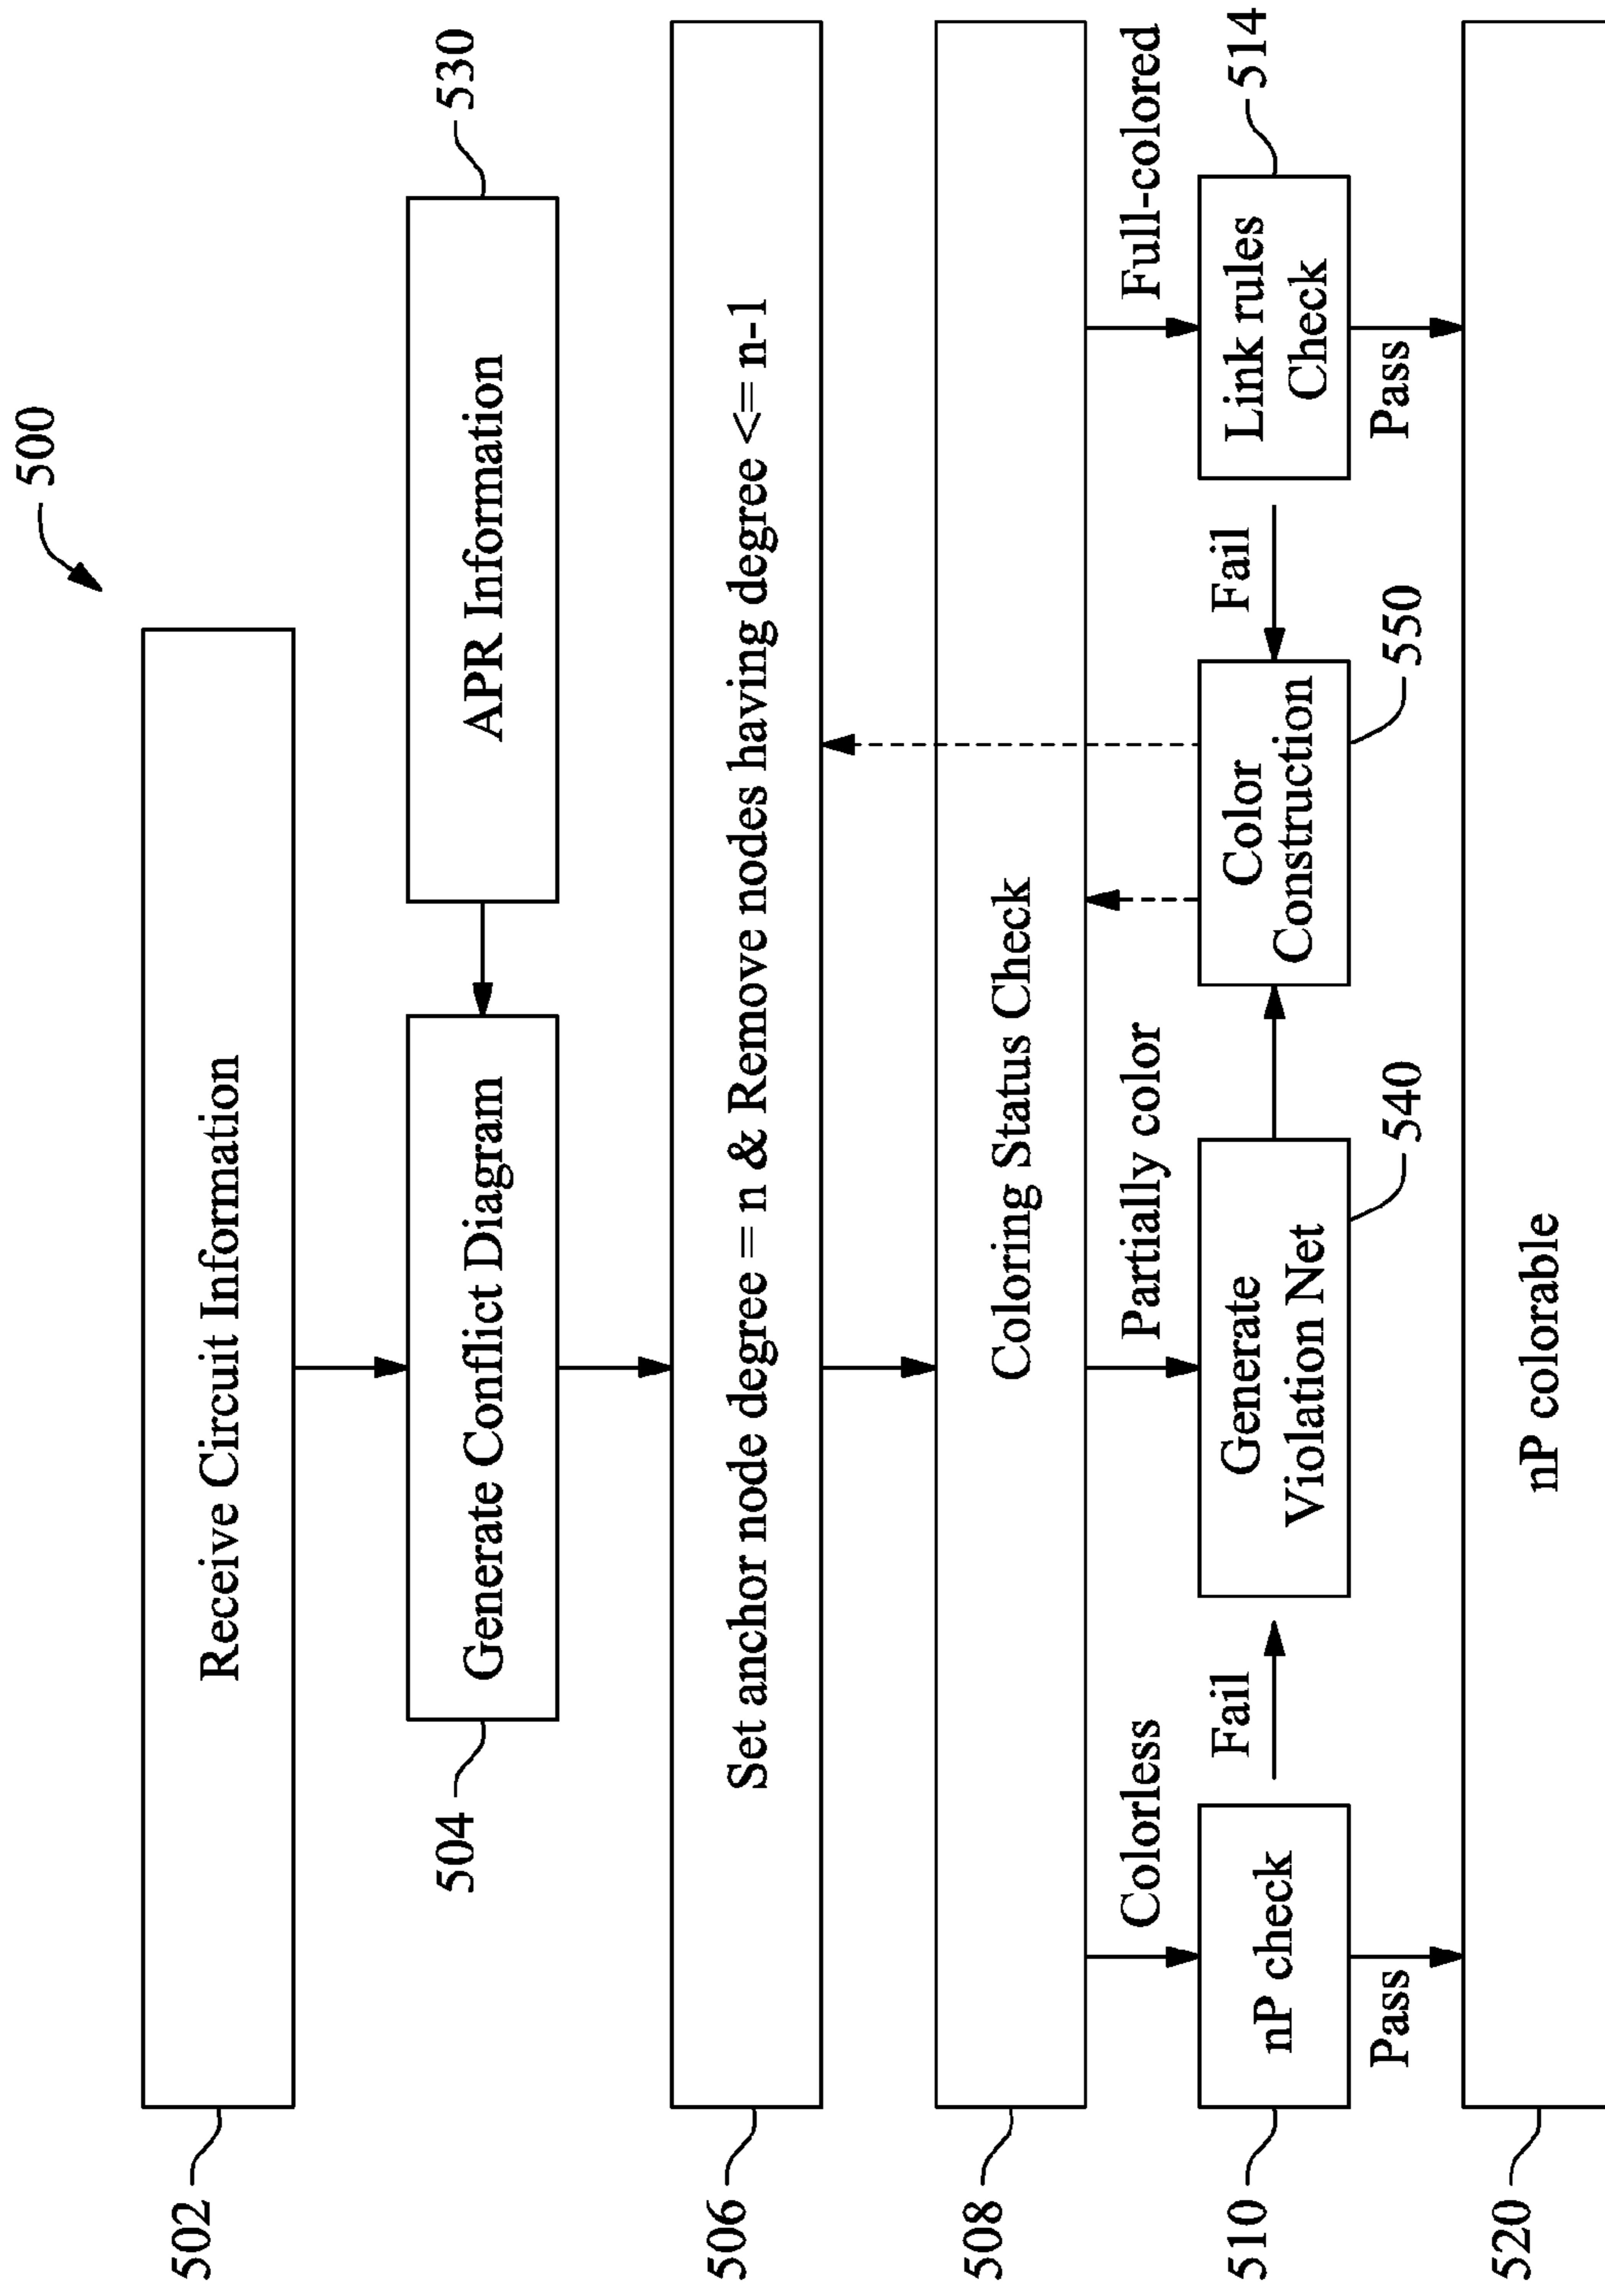 500
502
Receive Circuit Information
504
Generate Conflict Diagram
APR Information
530
506
Set anchor node degree = n & Remove nodes having degree <= n-1
508
Coloring Status Check
Colorless
Partially color
Full-colored
510
nP check
Fail
Generate
Violation Net
540
Color
Construction
550
Fail
Link rules
Check
514
Pass
Pass
520
nP colorable